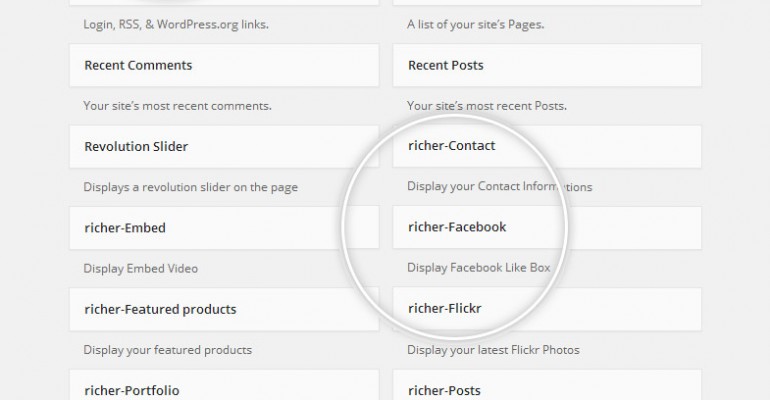 Login, RSS, & WordPress.org links.
A list of your site's Pages.
Recent Comments
Recent Posts
Your site's most recent comments.
Your site's most recent Posts.
Revolution Slider
richer-Contact
Displays a revolution slider on the page
Display your Contact Informations
richer-Embed
richer-Facebook
Display Embed Video
Display Facebook Like Box
richer-Featured products
richer-Flickr
Display your featured products
Display your latest Flickr Photos
richer-Portfolio
richer-Posts